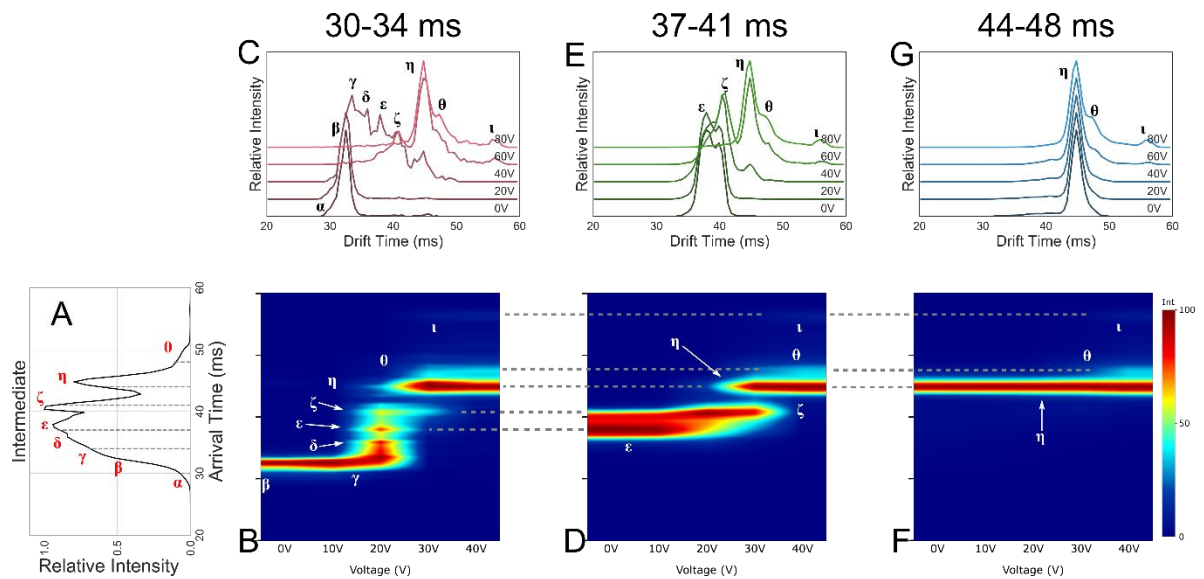 30-34 ms
37-41 ms
44-48 ms
C
Relative Intensity
α
β
γ
δ
ε
ζ
η
θ
ι
80V
60V
40V
20V
0V
20 30 40 50 60
Drift Time (ms)
E
Relative Intensity
ε
ζ
η
θ
ι
80V
60V
40V
20V
0V
20 30 40 50 60
Drift Time (ms)
G
Relative Intensity
η
θ
ι
80V
60V
40V
20V
0V
20 30 40 50 60
Drift Time (ms)
A
Intermediate
θ
η
ζ
ε
δ
γ
β
α
20 30 40 50 60
Arrival Time (ms)
1.0 0.5 0.0
Relative Intensity
ι
θ
η
ζ
ε
δ
β
γ
B
0V 10V 20V 30V 40V
Voltage (V)
ι
θ
η
ζ
ε
D
0V 10V 20V 30V 40V
Voltage (V)
ι
θ
η
F
0V 10V 20V 30V 40V
Voltage (V)
Int
100
50
0